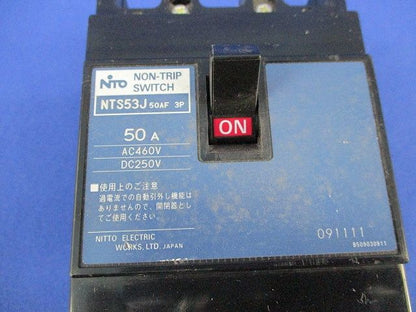 NITO
NON-TRIP
SWITCH
NTS53J 50AF 3P
50 A
AC460V
DC250V
■使用上のご注意
過電流での自動引外し機能は
ありませんので、開閉器とし
てご使用ください
NITTO ELECTRIC
WORKS, LTD. JAPAN
ON
091111